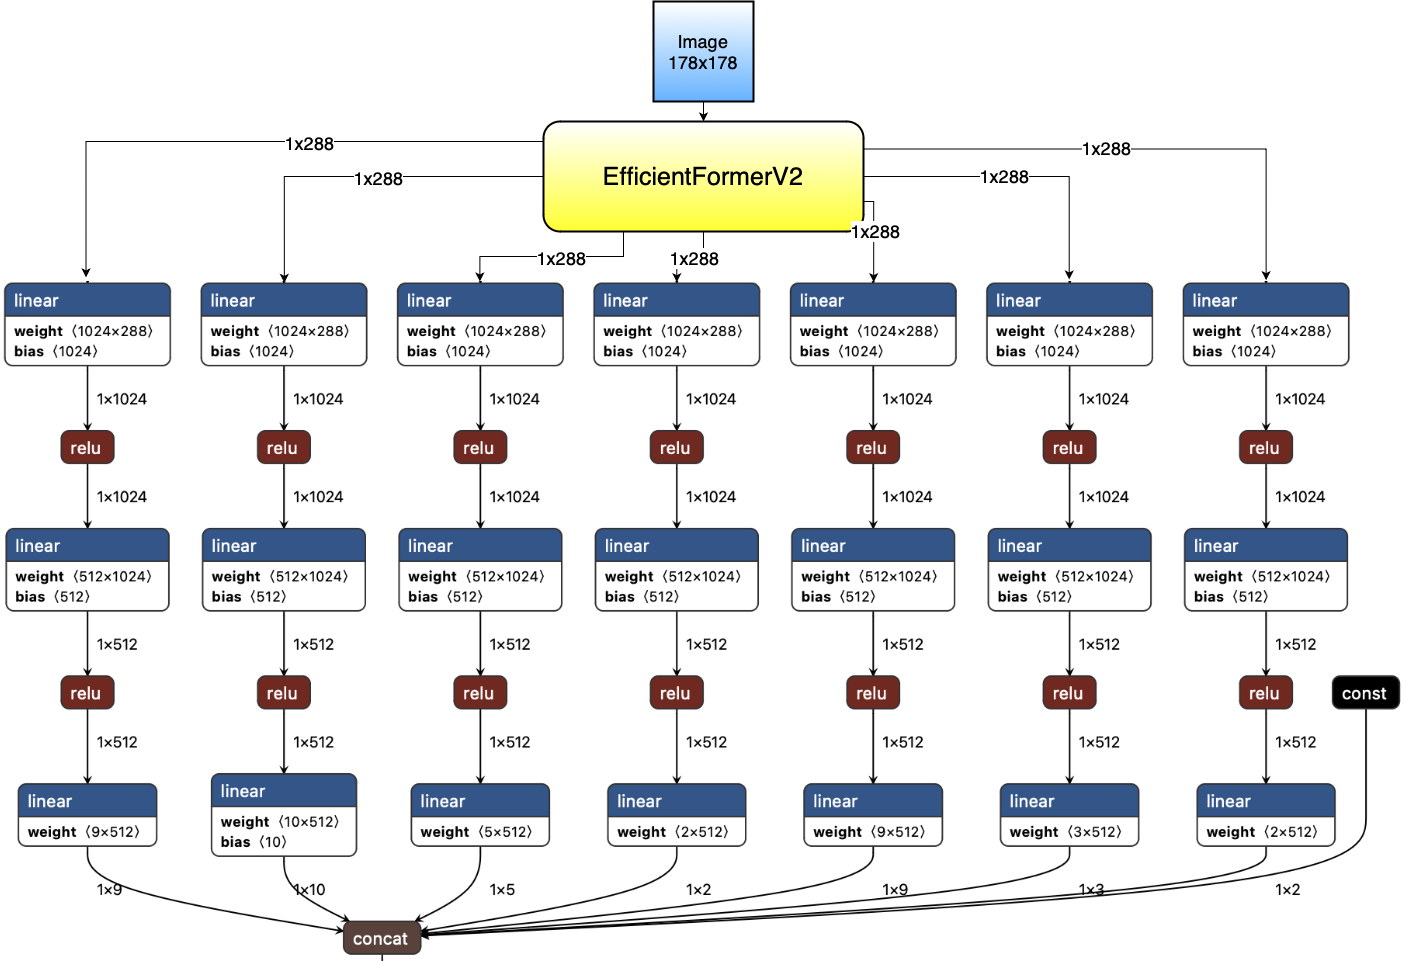 Image
178x178
1x288
1x288
EfficientFormerV2
1x288
1x288
1x288
1x288
1x288
linear
linear
linear
linear
linear
linear
linear
weight ⟨1024×288⟩
weight ⟨1024×288⟩
weight ⟨1024×288⟩
weight ⟨1024×288⟩
weight ⟨1024×288⟩
weight ⟨1024×288⟩
weight ⟨1024×288⟩
bias ⟨1024⟩
bias ⟨1024⟩
bias ⟨1024⟩
bias ⟨1024⟩
bias ⟨1024⟩
bias ⟨1024⟩
bias ⟨1024⟩
1×1024
1×1024
1×1024
1×1024
1×1024
1×1024
1×1024
relu
relu
relu
relu
relu
relu
relu
1×1024
1×1024
1×1024
1×1024
1×1024
1×1024
1×1024
linear
linear
linear
linear
linear
linear
linear
weight ⟨512×1024⟩
weight ⟨512×1024⟩
weight ⟨512×1024⟩
weight ⟨512×1024⟩
weight ⟨512×1024⟩
weight ⟨512×1024⟩
weight ⟨512×1024⟩
bias ⟨512⟩
bias ⟨512⟩
bias ⟨512⟩
bias ⟨512⟩
bias ⟨512⟩
bias ⟨512⟩
bias ⟨512⟩
1×512
1×512
1×512
1×512
1×512
1×512
1×512
relu
relu
relu
relu
relu
relu
relu
const
1×512
1×512
1×512
1×512
1×512
1×512
1×512
linear
linear
linear
linear
linear
linear
linear
weight ⟨9×512⟩
weight ⟨10×512⟩
bias ⟨10⟩
weight ⟨5×512⟩
weight ⟨2×512⟩
weight ⟨9×512⟩
weight ⟨3×512⟩
weight ⟨2×512⟩
1×9
1×10
1×5
1×2
1×9
1×3
1×2
concat